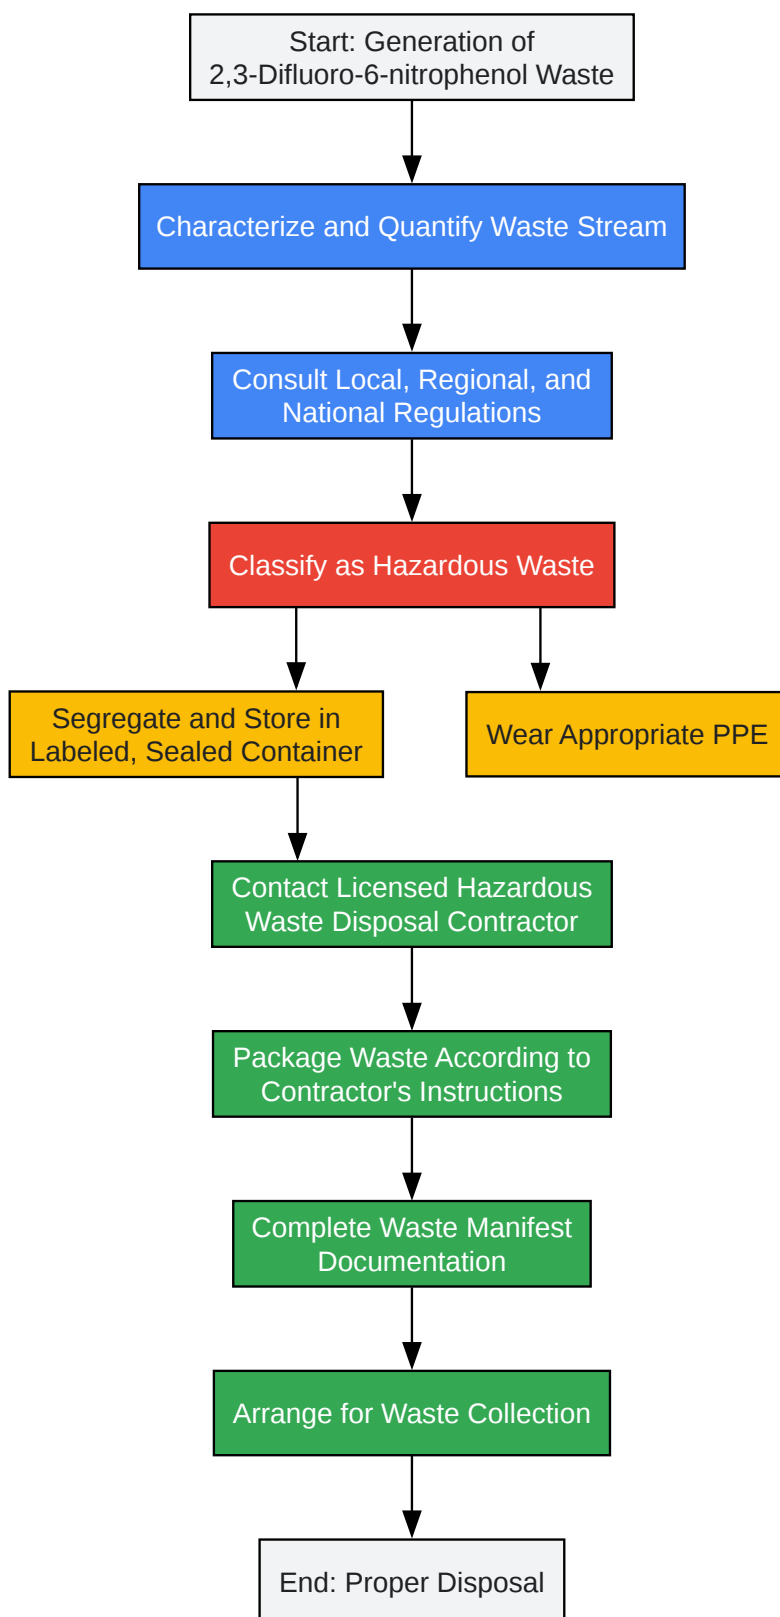 Start: Generation of
2,3-Difluoro-6-nitrophenol Waste
Characterize and Quantify Waste Stream
Consult Local, Regional, and
National Regulations
Classify as Hazardous Waste
Segregate and Store in
Labeled, Sealed Container
Wear Appropriate PPE
Contact Licensed Hazardous
Waste Disposal Contractor
Package Waste According to
Contractor's Instructions
Complete Waste Manifest
Documentation
Arrange for Waste Collection
End: Proper Disposal